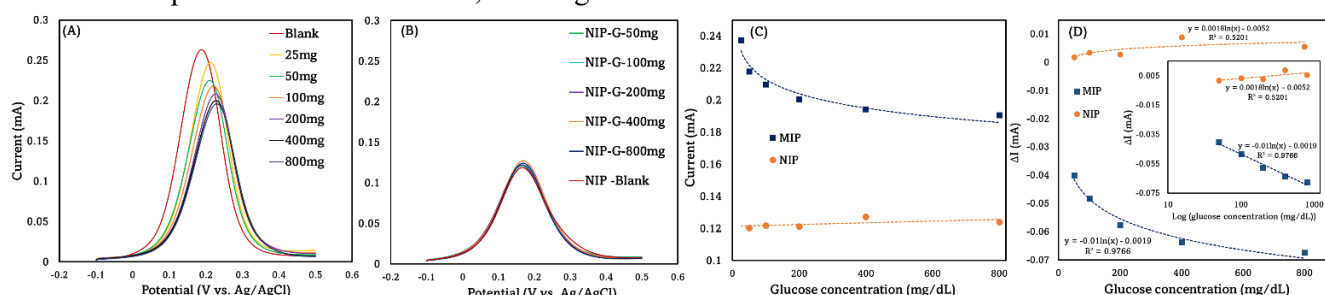 (A)
Current (mA)
0.3
0.25
0.2
0.15
0.1
0.05
0
-0.2 -0.1 0 0.1 0.2 0.3 0.4 0.5 0.6
Potential (V vs. Ag/AgCl)
Blank
25mg
50mg
100mg
200mg
400mg
800mg
(B)
0.3
0.25
0.2
0.15
0.1
0.05
0
-0.2 -0.1 0 0.1 0.2 0.3 0.4 0.5 0.6
Potential (V vs. Ag/AgCl)
NIP-G-50mg
NIP-G-100mg
NIP-G-200mg
NIP-G-400mg
NIP-G-800mg
NIP -Blank
(C)
Current (mA)
0.24
0.22
0.2
0.18
0.16
0.14
0.12
0.1
0 200 400 600 800
Glucose concentration (mg/dL)
MIP
NIP
(D)
ΔI (mA)
0.01
0
-0.01
-0.02
-0.03
-0.04
-0.05
-0.06
-0.07
0 200 400 600 800
Glucose concentration (mg/dL)
y = 0.0018ln(x) - 0.0052
R² = 0.5201
MIP
NIP
y = -0.01ln(x) - 0.0019
R² = 0.9766
ΔI (mA)
0.005
-0.015
-0.035
-0.055
-0.075
10 100 1000
Log (glucose concentration (mg/dL))
y = 0.0018ln(x) - 0.0052
R² = 0.5201
y = -0.01ln(x) - 0.0019
R² = 0.9766